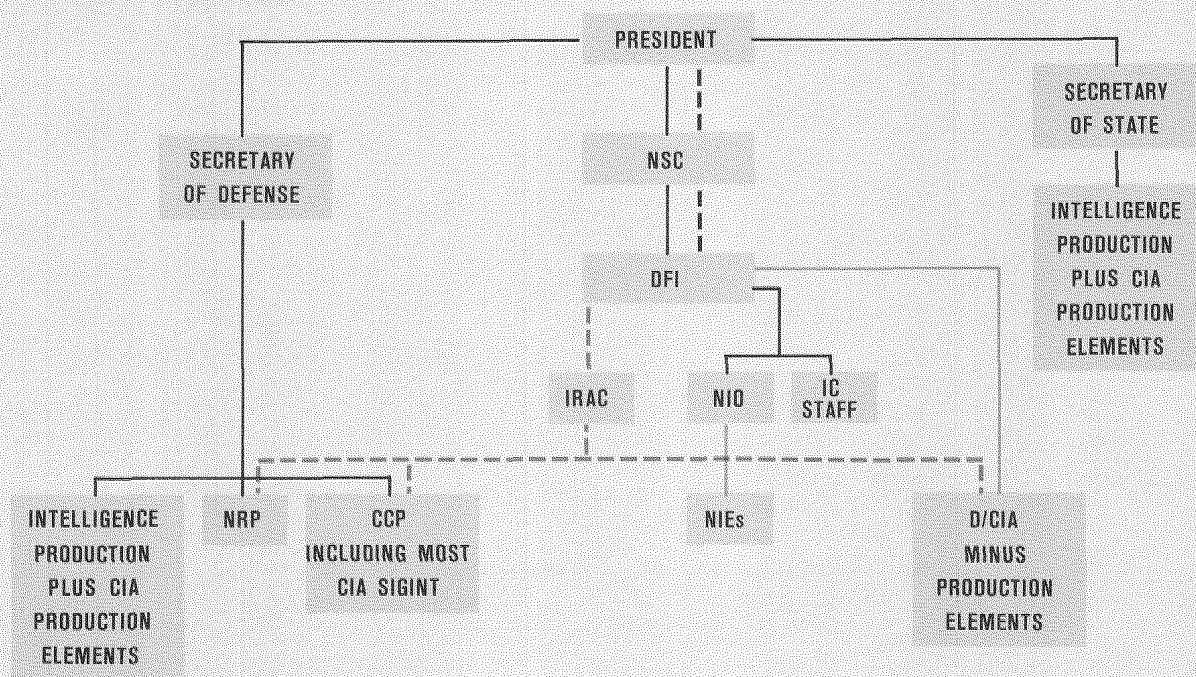 PRESIDENT
SECRETARY
OF STATE
SECRETARY
OF DEFENSE
NSC
INTELLIGENCE
PRODUCTION
PLUS CIA
PRODUCTION
ELEMENTS
DFI
IRAC
NIO
IC
STAFF
INTELLIGENCE
PRODUCTION
PLUS CIA
PRODUCTION
ELEMENTS
NRP
CCP
INCLUDING MOST
CIA SIGINT
NIEs
D/CIA
MINUS
PRODUCTION
ELEMENTS